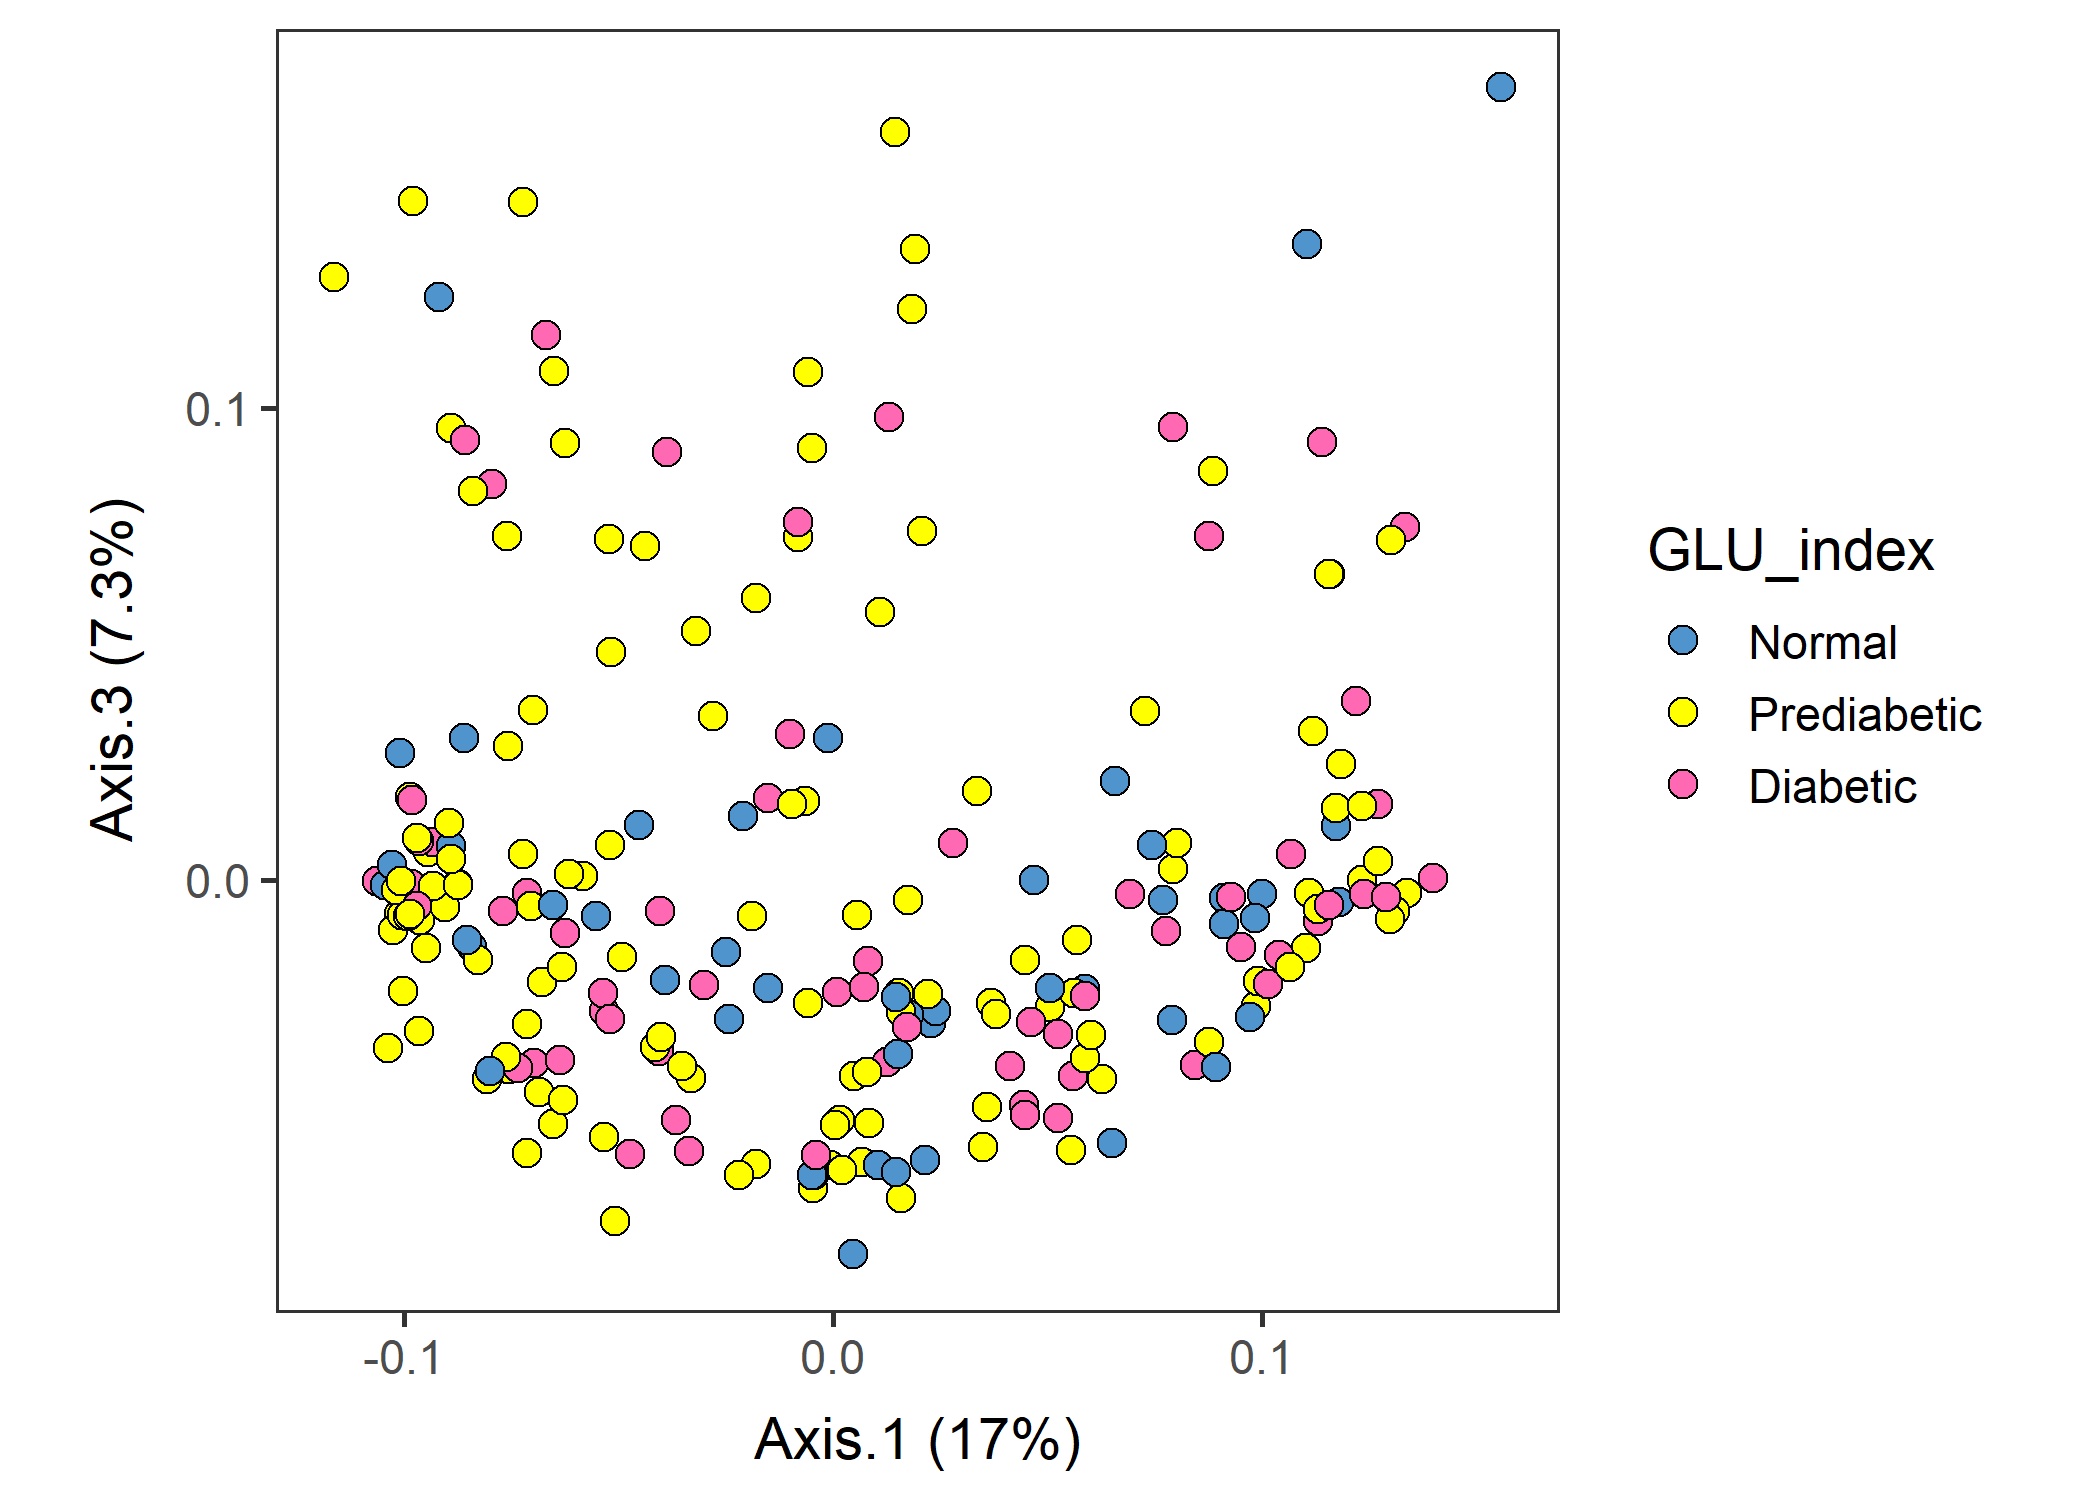 0.1
0.0
-0.1
0.0
0.1
Axis.3 (7.3%)
Axis.1 (17%)
GLU_index
Normal
Prediabetic
Diabetic